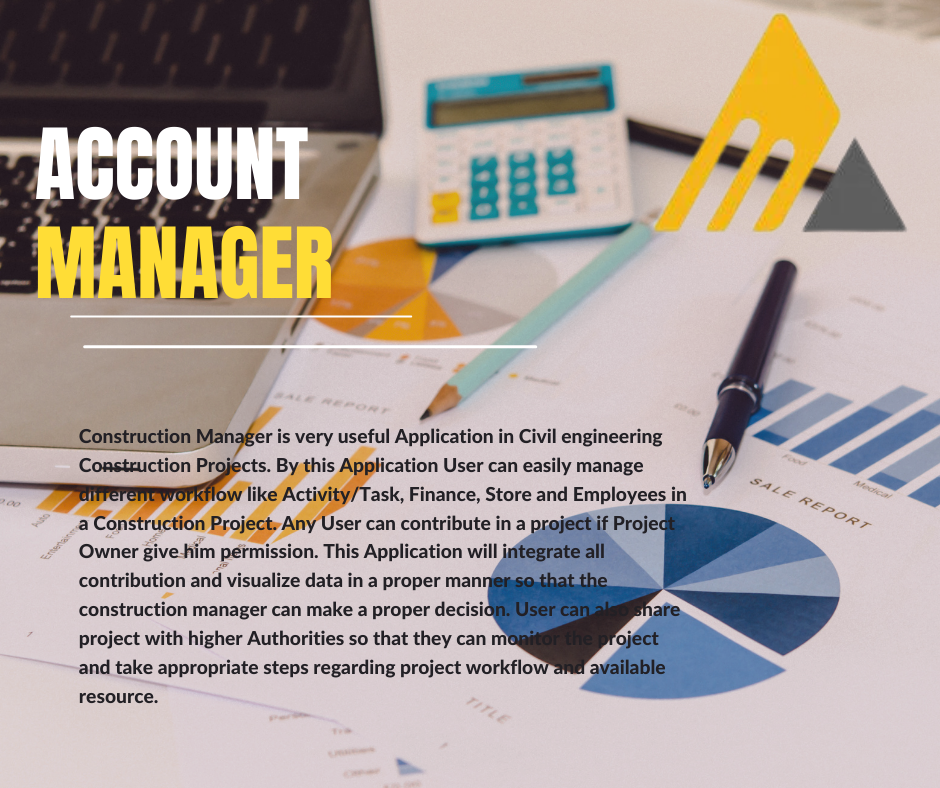 ACCOUNT
MANAGER
SALE REPORT
Construction Manager is very useful Application in Civil engineering
Construction Projects. By this Application User can easily manage
different workflow like Activity/Task, Finance, Store and Employees in
a Construction Project. Any User can contribute in a project if Project
Owner give him permission. This Application will integrate all
contribution and visualize data in a proper manner so that the
construction manager can make a proper decision. User can also share
project with higher Authorities so that they can monitor the project
and take appropriate steps regarding project workflow and available
resource.
Food
Medical
SALE REPORT
TITLE
Utilities
Other